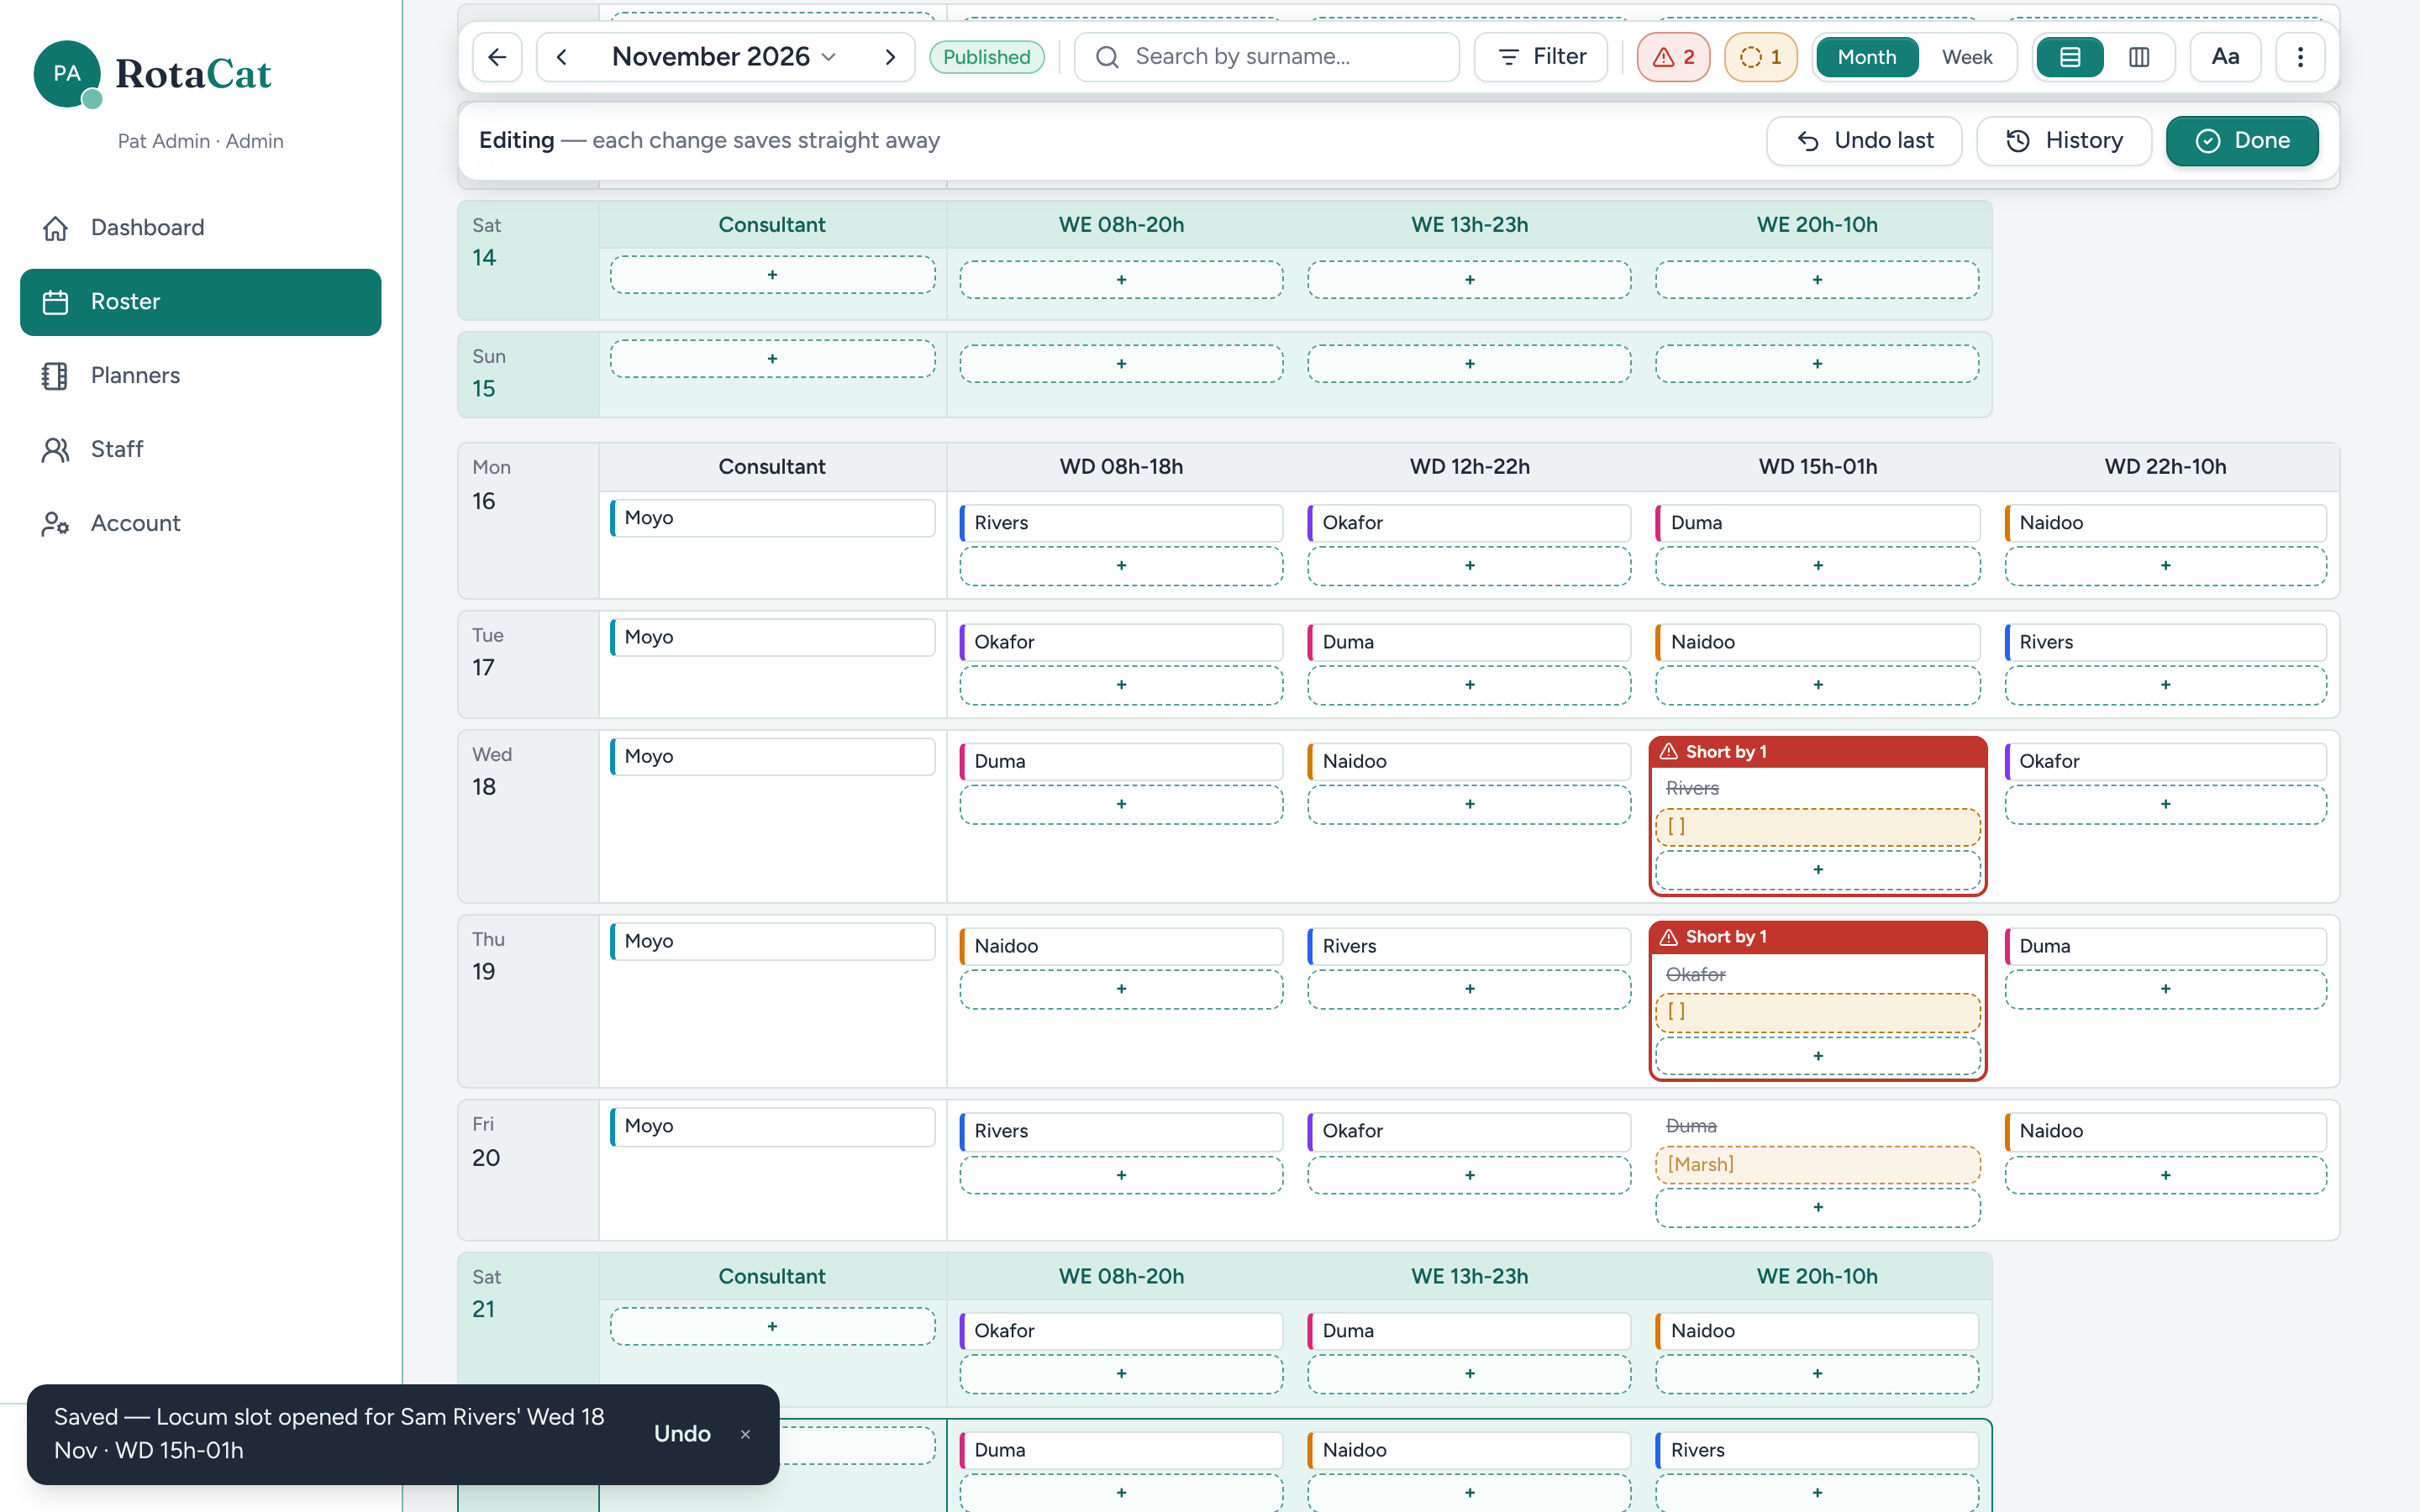 PA
RotaCat
Pat Admin · Admin
Dashboard
Roster
Planners
Staff
Account
November 2026
Published
Search by surname...
Filter
2
1
Month
Week
Aa
Editing — each change saves straight away
Undo last
History
Done
Sat
14
Consultant
WE 08h-20h
WE 13h-23h
WE 20h-10h
+
+
+
+
Sun
15
+
+
+
+
Mon
16
Consultant
WD 08h-18h
WD 12h-22h
WD 15h-01h
WD 22h-10h
Moyo
Rivers
Okafor
Duma
Naidoo
+
+
+
+
Tue
17
Moyo
Okafor
Duma
Naidoo
Rivers
+
+
+
+
Wed
18
Moyo
Duma
Naidoo
Short by 1
Rivers
[ ]
Okafor
+
+
+
+
Thu
19
Moyo
Naidoo
Rivers
Short by 1
Okafor
[ ]
Duma
+
+
+
+
Fri
20
Moyo
Rivers
Okafor
Duma
[Marsh]
Naidoo
+
+
+
+
Sat
21
Consultant
WE 08h-20h
WE 13h-23h
WE 20h-10h
+
Okafor
Duma
Naidoo
+
+
+
Duma
Naidoo
Rivers
+
+
+
Saved — Locum slot opened for Sam Rivers' Wed 18
Nov · WD 15h-01h
Undo
×